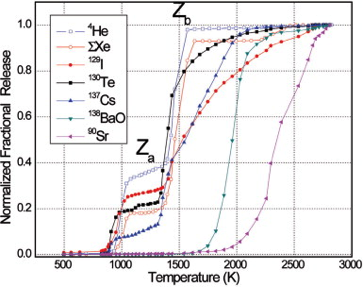 Z_b
⁴He
ΣXe
¹²⁹I
¹³⁰Te
¹³⁷Cs
¹³⁸BaO
⁹⁰Sr
Z_a
Normalized Fractional Release
1.0
0.8
0.6
0.4
0.2
0.0
500 1000 1500 2000 2500 3000
Temperature (K)